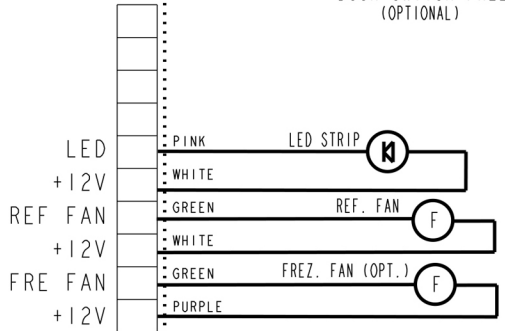 (OPTIONAL)
LED PINK LED STRIP
+12V WHITE
REF FAN GREEN REF. FAN F
+12V WHITE
FRE FAN GREEN FREZ. FAN (OPT.) F
+12V PURPLE